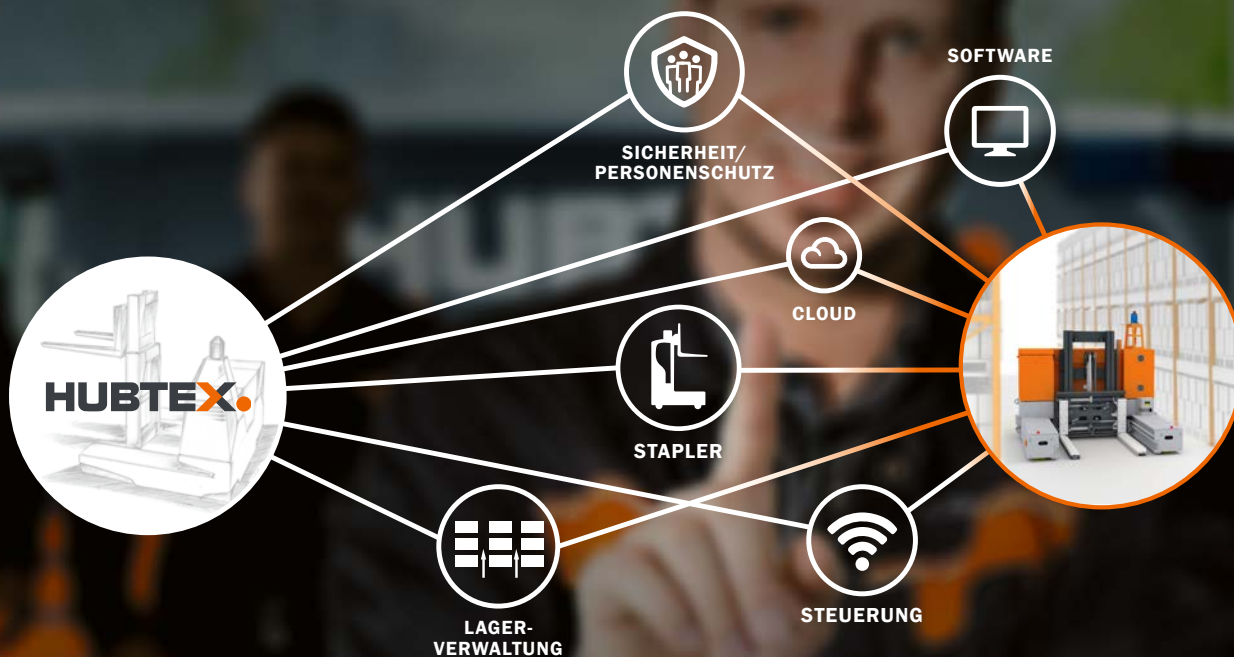 SOFTWARE
SICHERHEIT/
PERSONENSCHUTZ
CLOUD
HUBTEX
STAPLER
STEUERUNG
LAGER-
VERWALTUNG